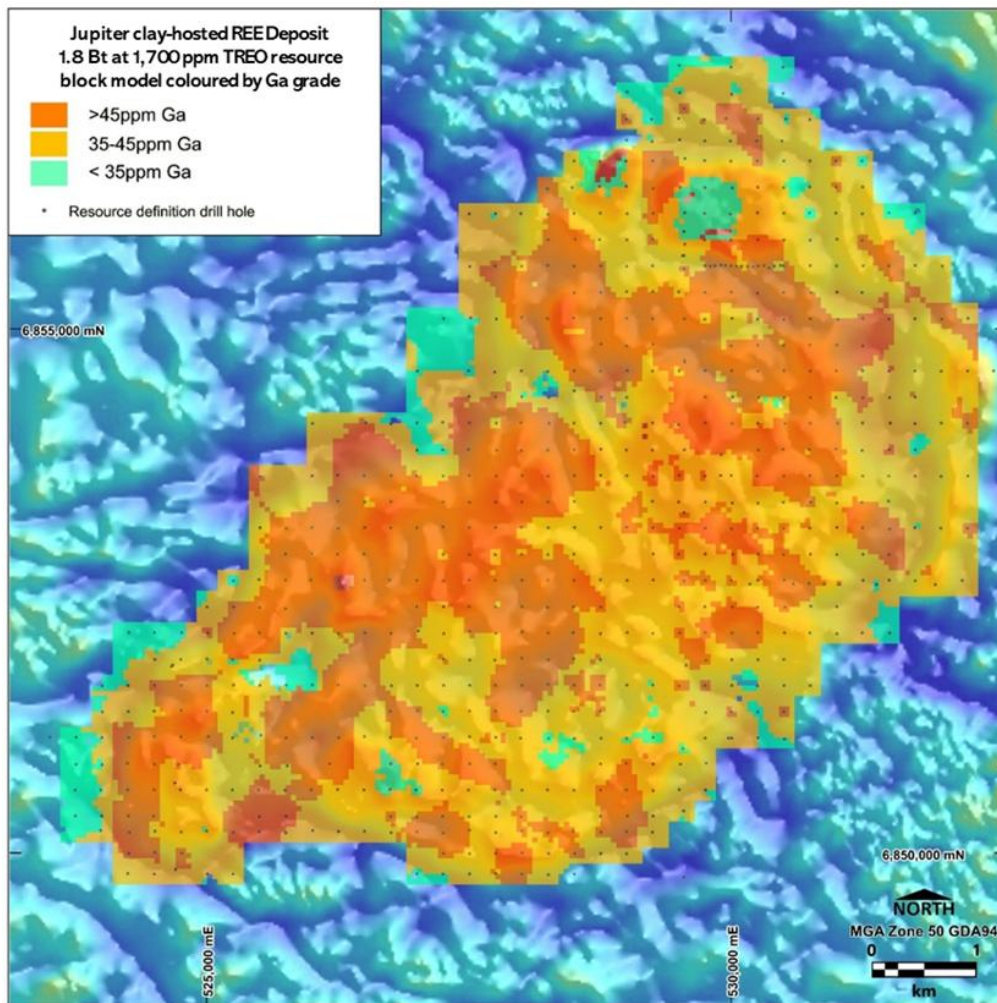 Jupiter clay-hosted REE Deposit
1.8 Bt at 1,700 ppm TREO resource
block model coloured by Ga grade
>45ppm Ga
35-45ppm Ga
< 35ppm Ga
Resource definition drill hole
6,855,000 mN
6,850,000 mN
NORTH
MGA Zone 50 GDA94
0 1
km
525,000 mE
530,000 mE